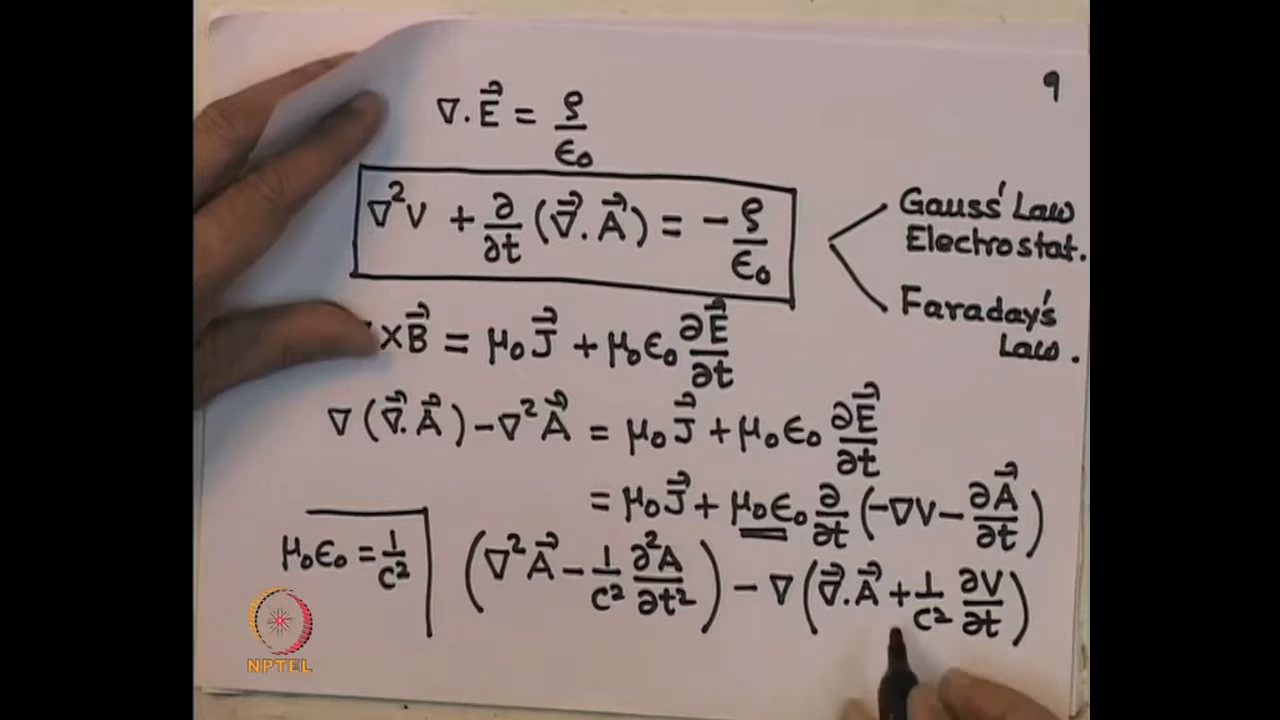 9
∇.E⃗ = ρ/ε₀
∇²V + ∂/∂t (∇⃗.A⃗) = -ρ/ε₀
Gauss' Law
Electrostat.
Faraday's
Law.
×B⃗ = μ₀J⃗ + μ₀ε₀ ∂E⃗/∂t
∇(∇⃗.A⃗) - ∇²A⃗ = μ₀J⃗ + μ₀ε₀ ∂E⃗/∂t
= μ₀J⃗ + μ₀ε₀ ∂/∂t (-∇V - ∂A⃗/∂t)
μ₀ε₀ = 1/c²
(∇²A⃗ - 1/c² ∂²A/∂t²) - ∇(∇⃗.A⃗ + 1/c² ∂V/∂t)
NPTEL